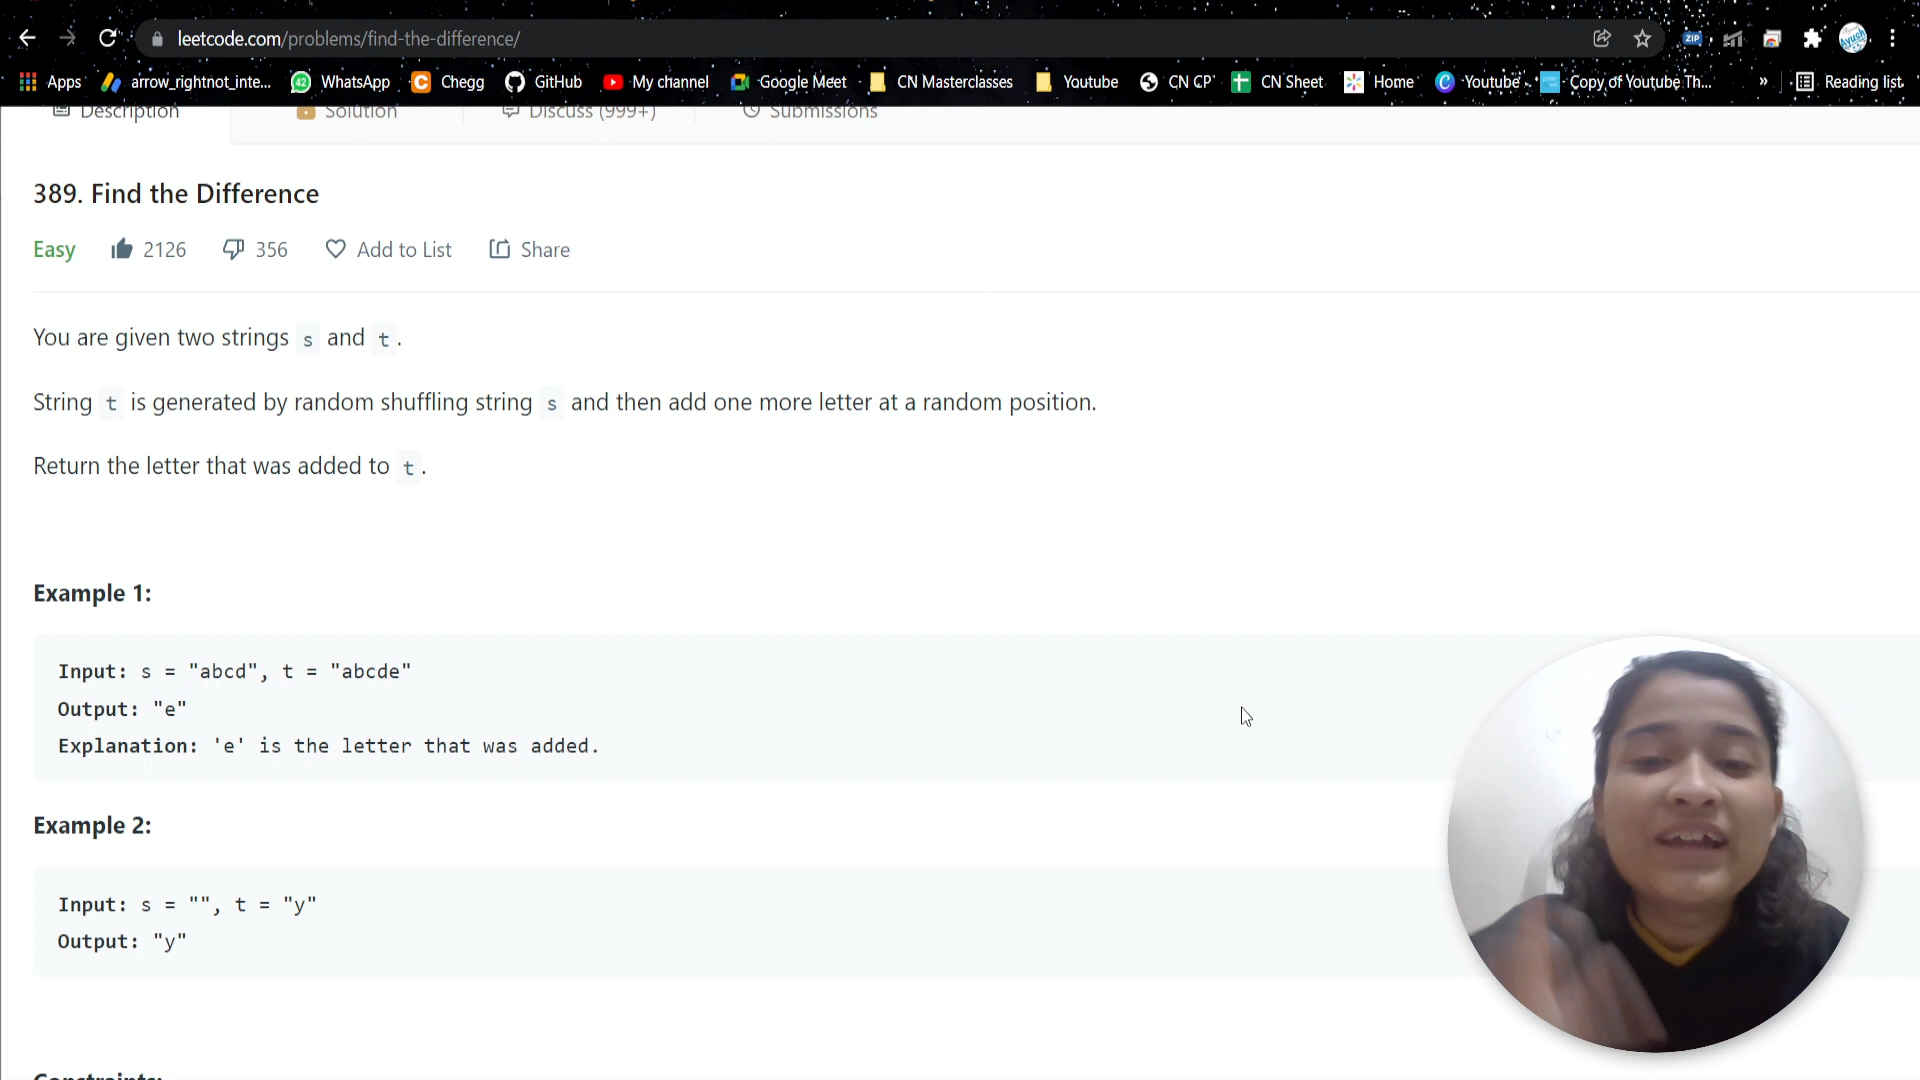 leetcode.com/problems/find-the-difference/
ZIP
Apps arrow_rightnot_inte... 42 WhatsApp Chegg GitHub My channel Google Meet CN Masterclasses Youtube CN CP CN Sheet Home Youtube Copy of Youtube Th... » Reading list
Description Solution Discuss (999+) Submissions
389. Find the Difference
Easy 2126 356 Add to List Share
You are given two strings s and t.
String t is generated by random shuffling string s and then add one more letter at a random position.
Return the letter that was added to t.
Example 1:
Input: s = "abcd", t = "abcde"
Output: "e"
Explanation: 'e' is the letter that was added.
Example 2:
Input: s = "", t = "y"
Output: "y"
Constraints: